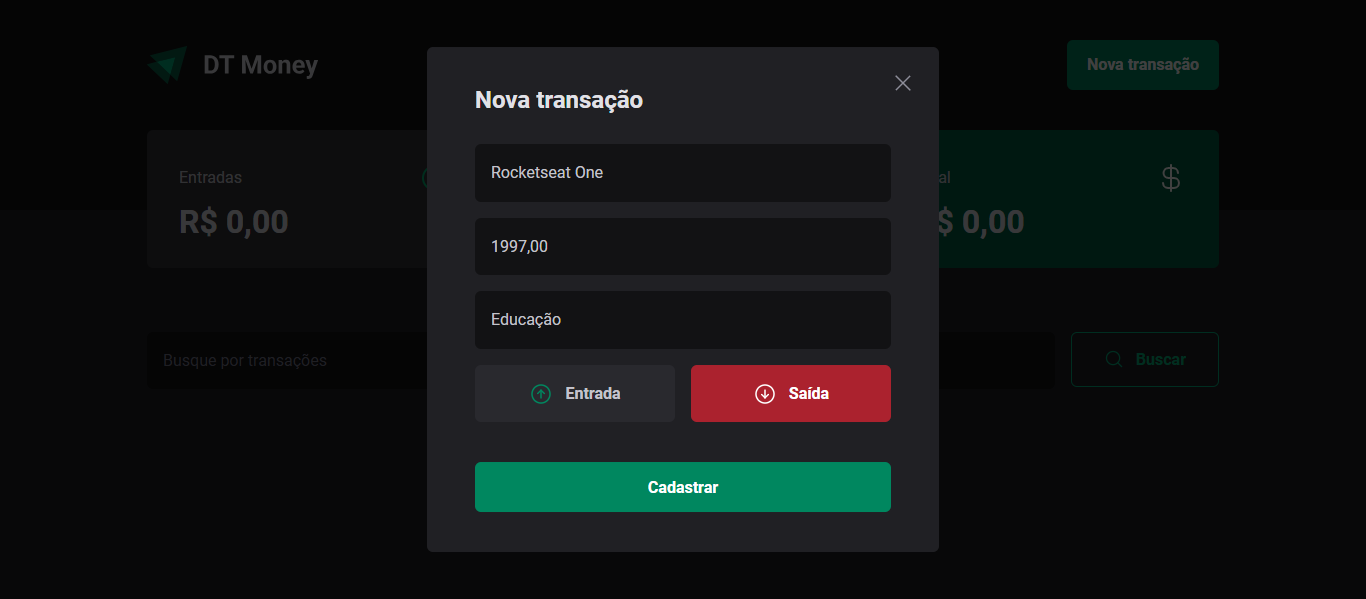 DT Money
Nova transação
Nova transação
Entradas
R$ 0,00
al
$
$ 0,00
Rocketseat One
1997,00
Educação
Busque por transações
Buscar
Entrada
Saída
Cadastrar